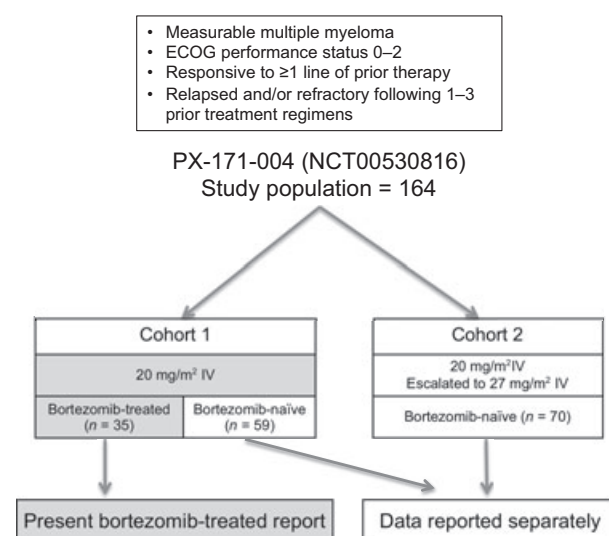 • Measurable multiple myeloma
• ECOG performance status 0–2
• Responsive to ≥1 line of prior therapy
• Relapsed and/or refractory following 1–3
prior treatment regimens
PX-171-004 (NCT00530816)
Study population = 164
Cohort 1
20 mg/m² IV
Bortezomib-treated
(n = 35)
Bortezomib-naïve
(n = 59)
Cohort 2
20 mg/m²IV
Escalated to 27 mg/m² IV
Bortezomib-naïve (n = 70)
Present bortezomib-treated report
Data reported separately